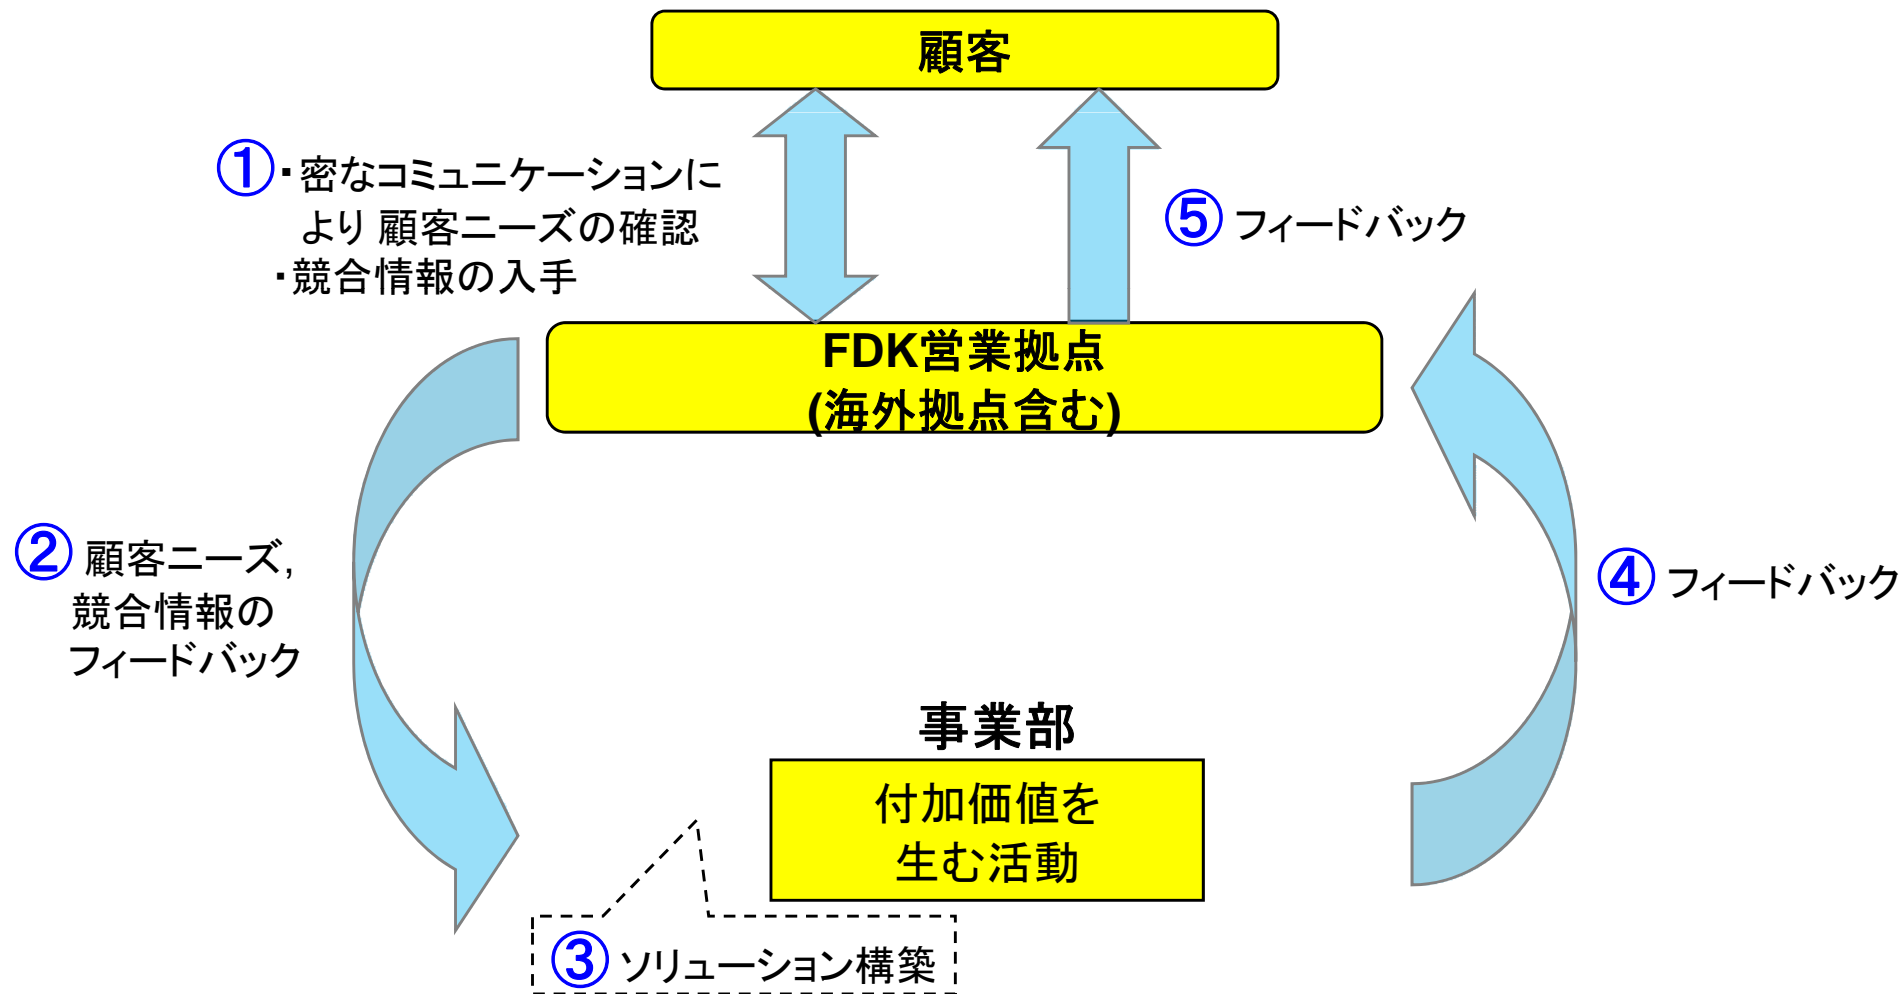 顧客
①・密なコミュニケーションに
より 顧客ニーズの確認
・競合情報の入手
⑤ フィードバック
FDK営業拠点
(海外拠点含む)
② 顧客ニーズ,
競合情報の
フィードバック
④ フィードバック
事業部
付加価値を
生む活動
③ ソリューション構築